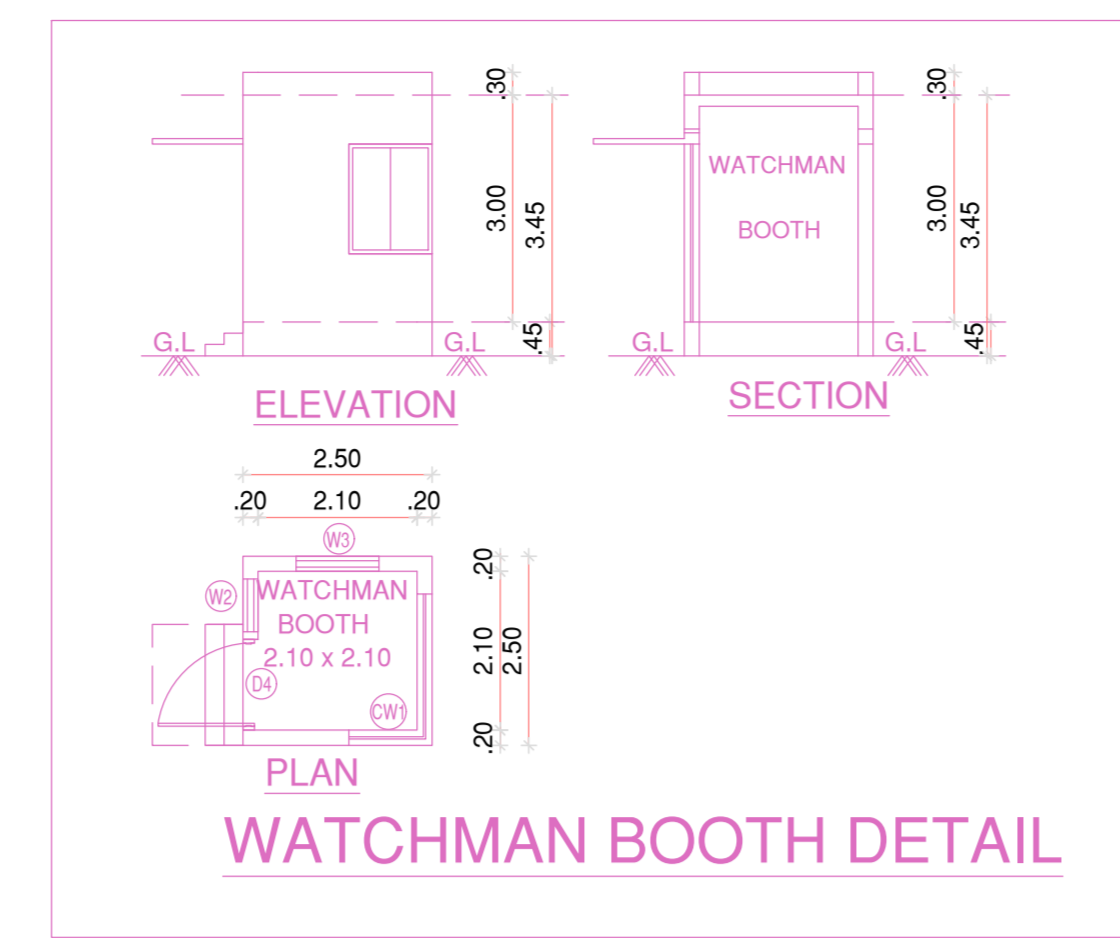 .30
3.00
3.45
.45
G.L
G.L
ELEVATION
WATCHMAN
BOOTH
.30
3.00
3.45
.45
G.L
G.L
SECTION
2.50
.20
2.10
.20
W3
W2
WATCHMAN
BOOTH
2.10 x 2.10
D4
CW1
.20
2.10
2.50
.20
PLAN
WATCHMAN BOOTH DETAIL